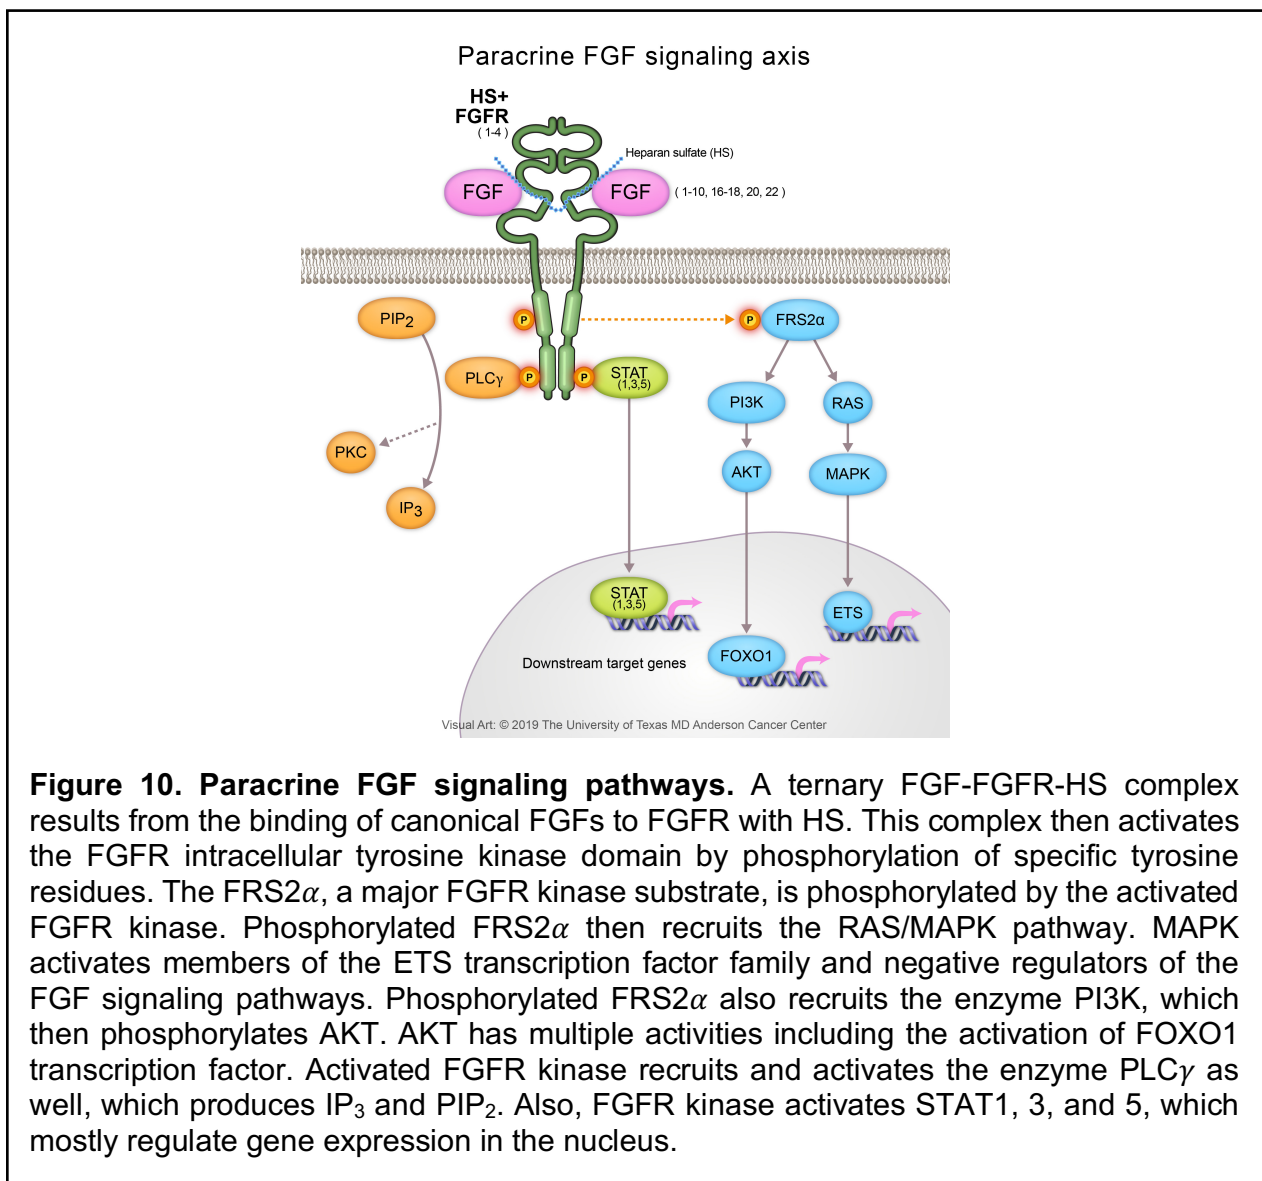 Paracrine FGF signaling axis
HS+
FGFR
( 1-4 )
Heparan sulfate (HS)
FGF
FGF
( 1-10, 16-18, 20, 22 )
PIP2
P
P
FRS2α
PLCγ
P
P
STAT
(1,3,5)
PI3K
RAS
PKC
AKT
MAPK
IP3
STAT
(1,3,5)
ETS
Downstream target genes
FOXO1
Visual Art: © 2019 The University of Texas MD Anderson Cancer Center
Figure 10. Paracrine FGF signaling pathways. A ternary FGF-FGFR-HS complex
results from the binding of canonical FGFs to FGFR with HS. This complex then activates
the FGFR intracellular tyrosine kinase domain by phosphorylation of specific tyrosine
residues. The FRS2α, a major FGFR kinase substrate, is phosphorylated by the activated
FGFR kinase. Phosphorylated FRS2α then recruits the RAS/MAPK pathway. MAPK
activates members of the ETS transcription factor family and negative regulators of the
FGF signaling pathways. Phosphorylated FRS2α also recruits the enzyme PI3K, which
then phosphorylates AKT. AKT has multiple activities including the activation of FOXO1
transcription factor. Activated FGFR kinase recruits and activates the enzyme PLCγ as
well, which produces IP3 and PIP2. Also, FGFR kinase activates STAT1, 3, and 5, which
mostly regulate gene expression in the nucleus.